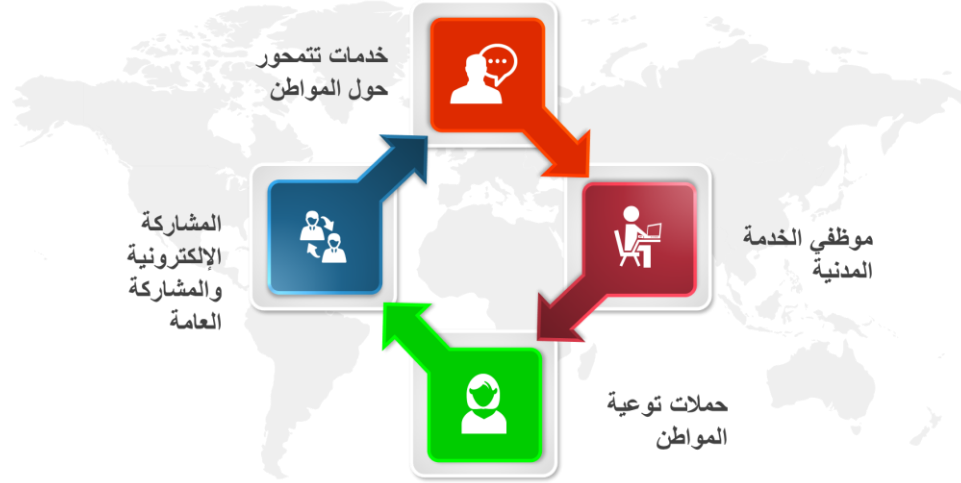 خدمات تتمحور
حول المواطن
موظفي الخدمة
المدنية
حملات توعية
المواطن
المشاركة
الإلكترونية
والمشاركة
العامة